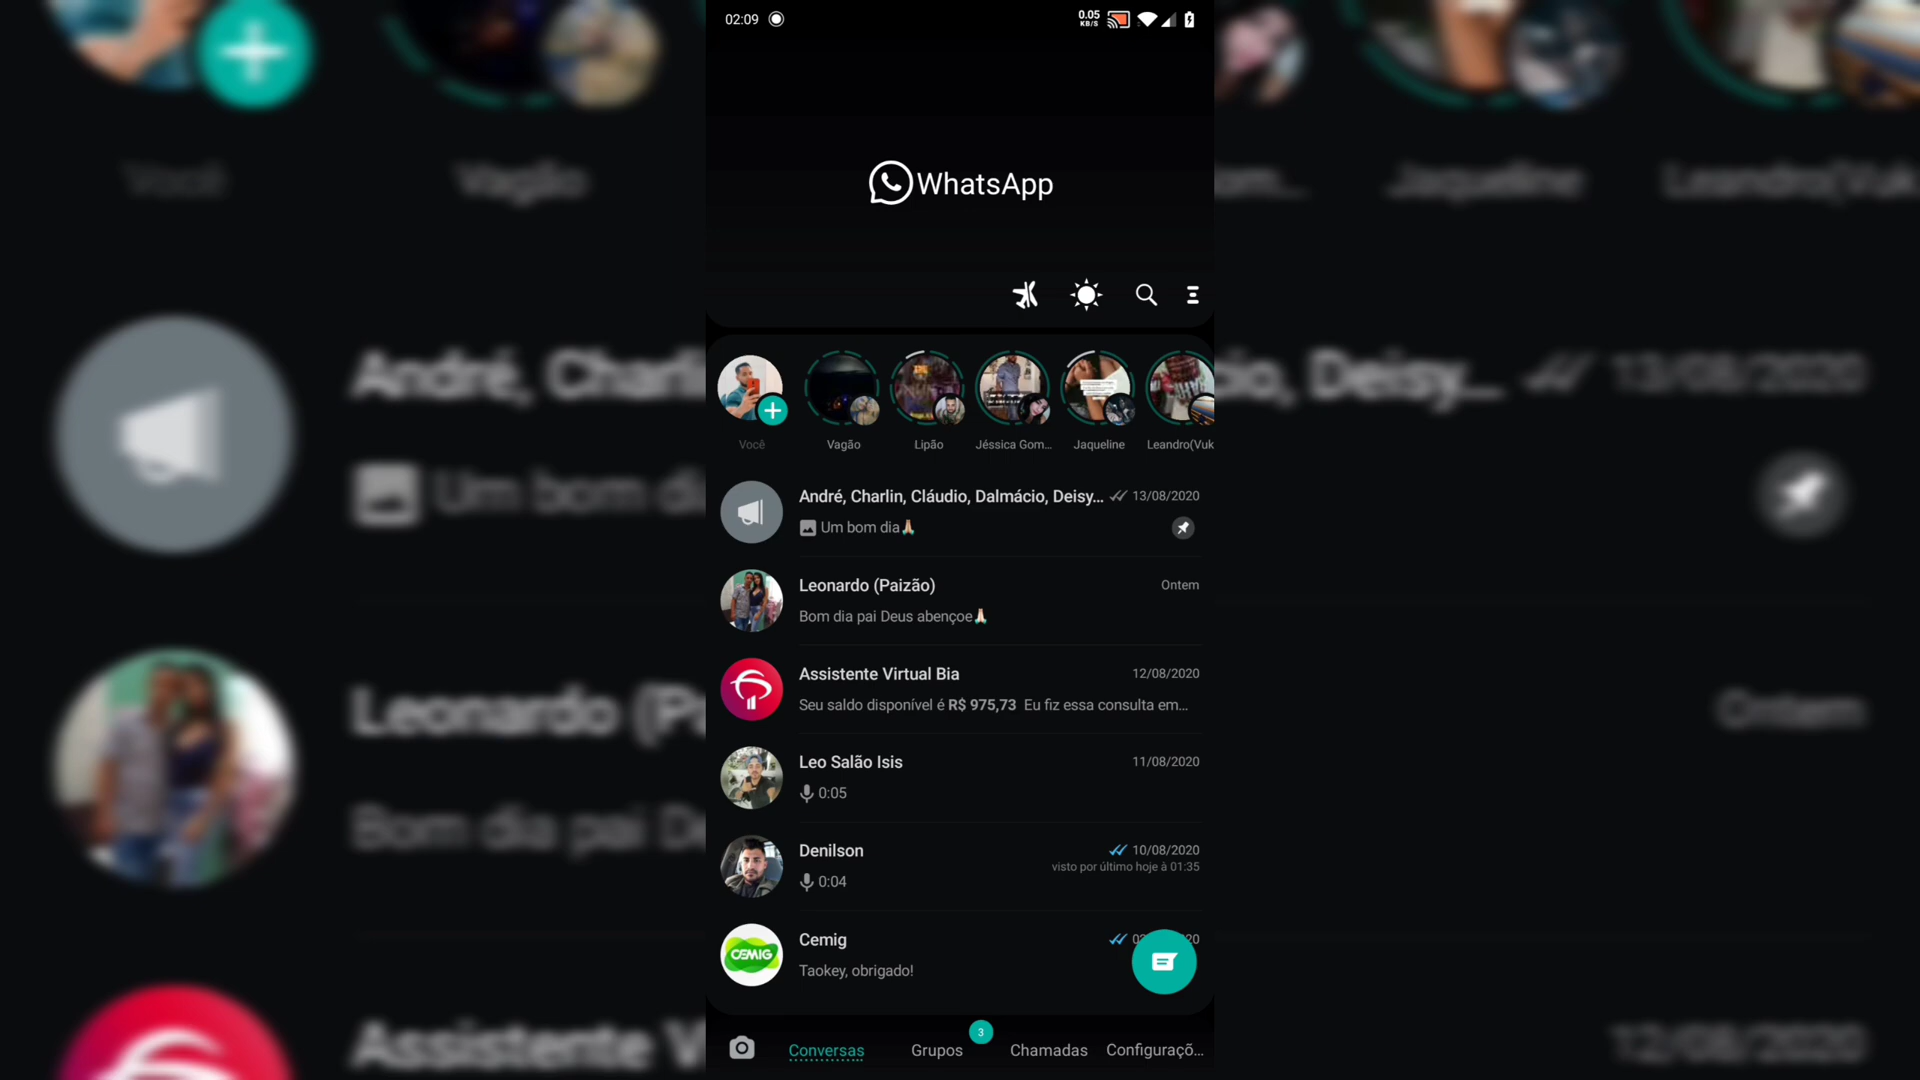 02:09
0.05
KB/S
WhatsApp
Você
Vagão
Lipão
Jéssica Gom...
Jaqueline
Leandro(Vuk
André, Charlin, Cláudio, Dalmácio, Deisy... 13/08/2020
Um bom dia🙏🏻
Leonardo (Paizão) Ontem
Bom dia pai Deus abençoe🙏🏻
Assistente Virtual Bia 12/08/2020
Seu saldo disponível é R$ 975,73 Eu fiz essa consulta em...
Leo Salão Isis 11/08/2020
0:05
Denilson 10/08/2020
visto por último hoje à 01:35
0:04
Cemig
CEMIG
Taokey, obrigado!
3
Conversas
Grupos
Chamadas
Configuraçõ...